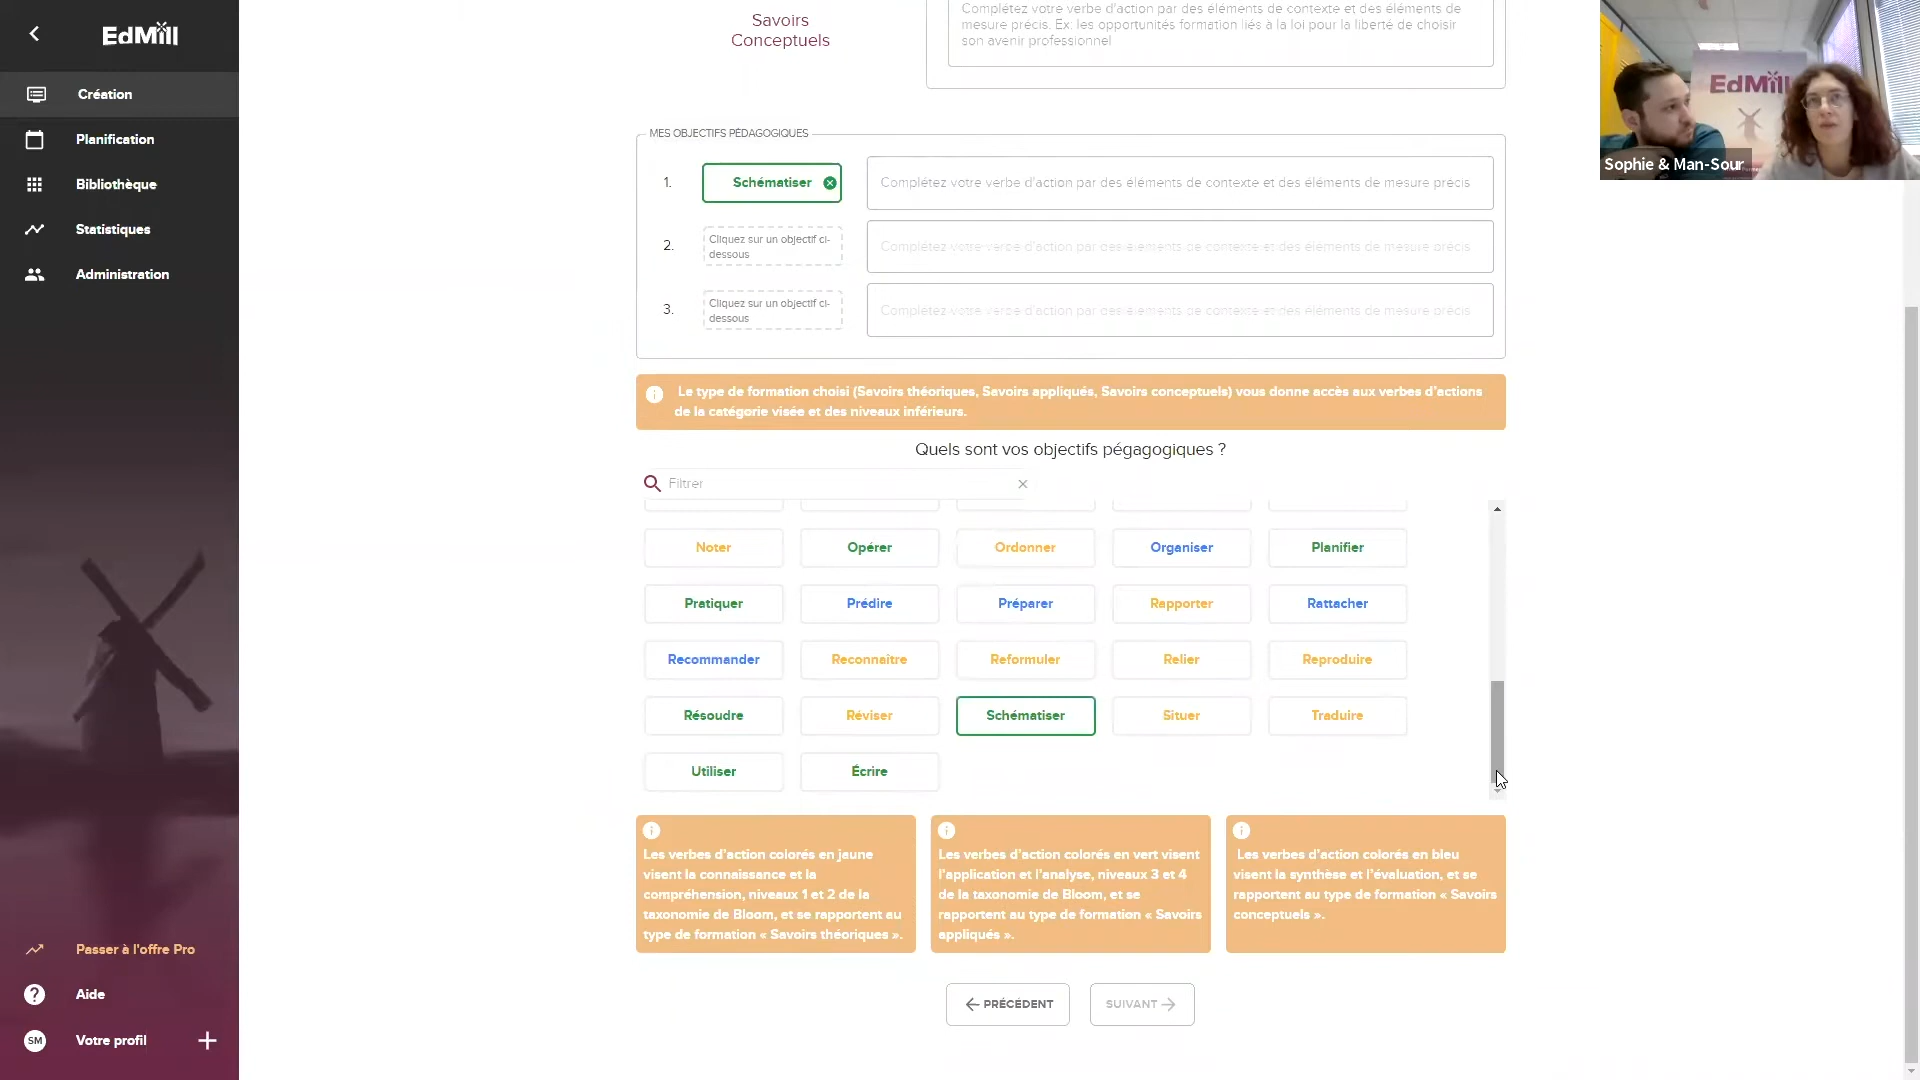 EdMill
Création
Planification
Bibliothèque
Statistiques
Administration
Passer à l'offre Pro
Aide
SM
Votre profil
Savoirs
Conceptuels
Complétez votre verbe d'action par des éléments de contexte et des éléments de
mesure précis. Ex: les opportunités formation liés à la loi pour la liberté de choisir
son avenir professionnel
MES OBJECTIFS PÉDAGOGIQUES
1.
Schématiser
Complétez votre verbe d'action par des éléments de contexte et des éléments de mesure précis
2.
Cliquez sur un objectif ci-
dessous
Complétez votre verbe d'action par des éléments de contexte et des éléments de mesure précis
3.
Cliquez sur un objectif ci-
dessous
Complétez votre verbe d'action par des éléments de contexte et des éléments de mesure précis
Le type de formation choisi (Savoirs théoriques, Savoirs appliqués, Savoirs conceptuels) vous donne accès aux verbes d'actions
de la catégorie visée et des niveaux inférieurs.
Quels sont vos objectifs pégagogiques ?
Filtrer
Noter
Opérer
Ordonner
Organiser
Planifier
Pratiquer
Prédire
Préparer
Rapporter
Rattacher
Recommander
Reconnaître
Reformuler
Relier
Reproduire
Résoudre
Réviser
Schématiser
Situer
Traduire
Utiliser
Écrire
Les verbes d'action colorés en jaune
visent la connaissance et la
compréhension, niveaux 1 et 2 de la
taxonomie de Bloom, et se rapportent au
type de formation « Savoirs théoriques ».
Les verbes d'action colorés en vert visent
l'application et l'analyse, niveaux 3 et 4
de la taxonomie de Bloom, et se
rapportent au type de formation « Savoirs
appliqués ».
Les verbes d'action colorés en bleu
visent la synthèse et l'évaluation, et se
rapportent au type de formation « Savoirs
conceptuels ».
PRÉCÉDENT
SUIVANT
EdMill
Sophie & Man-Sour